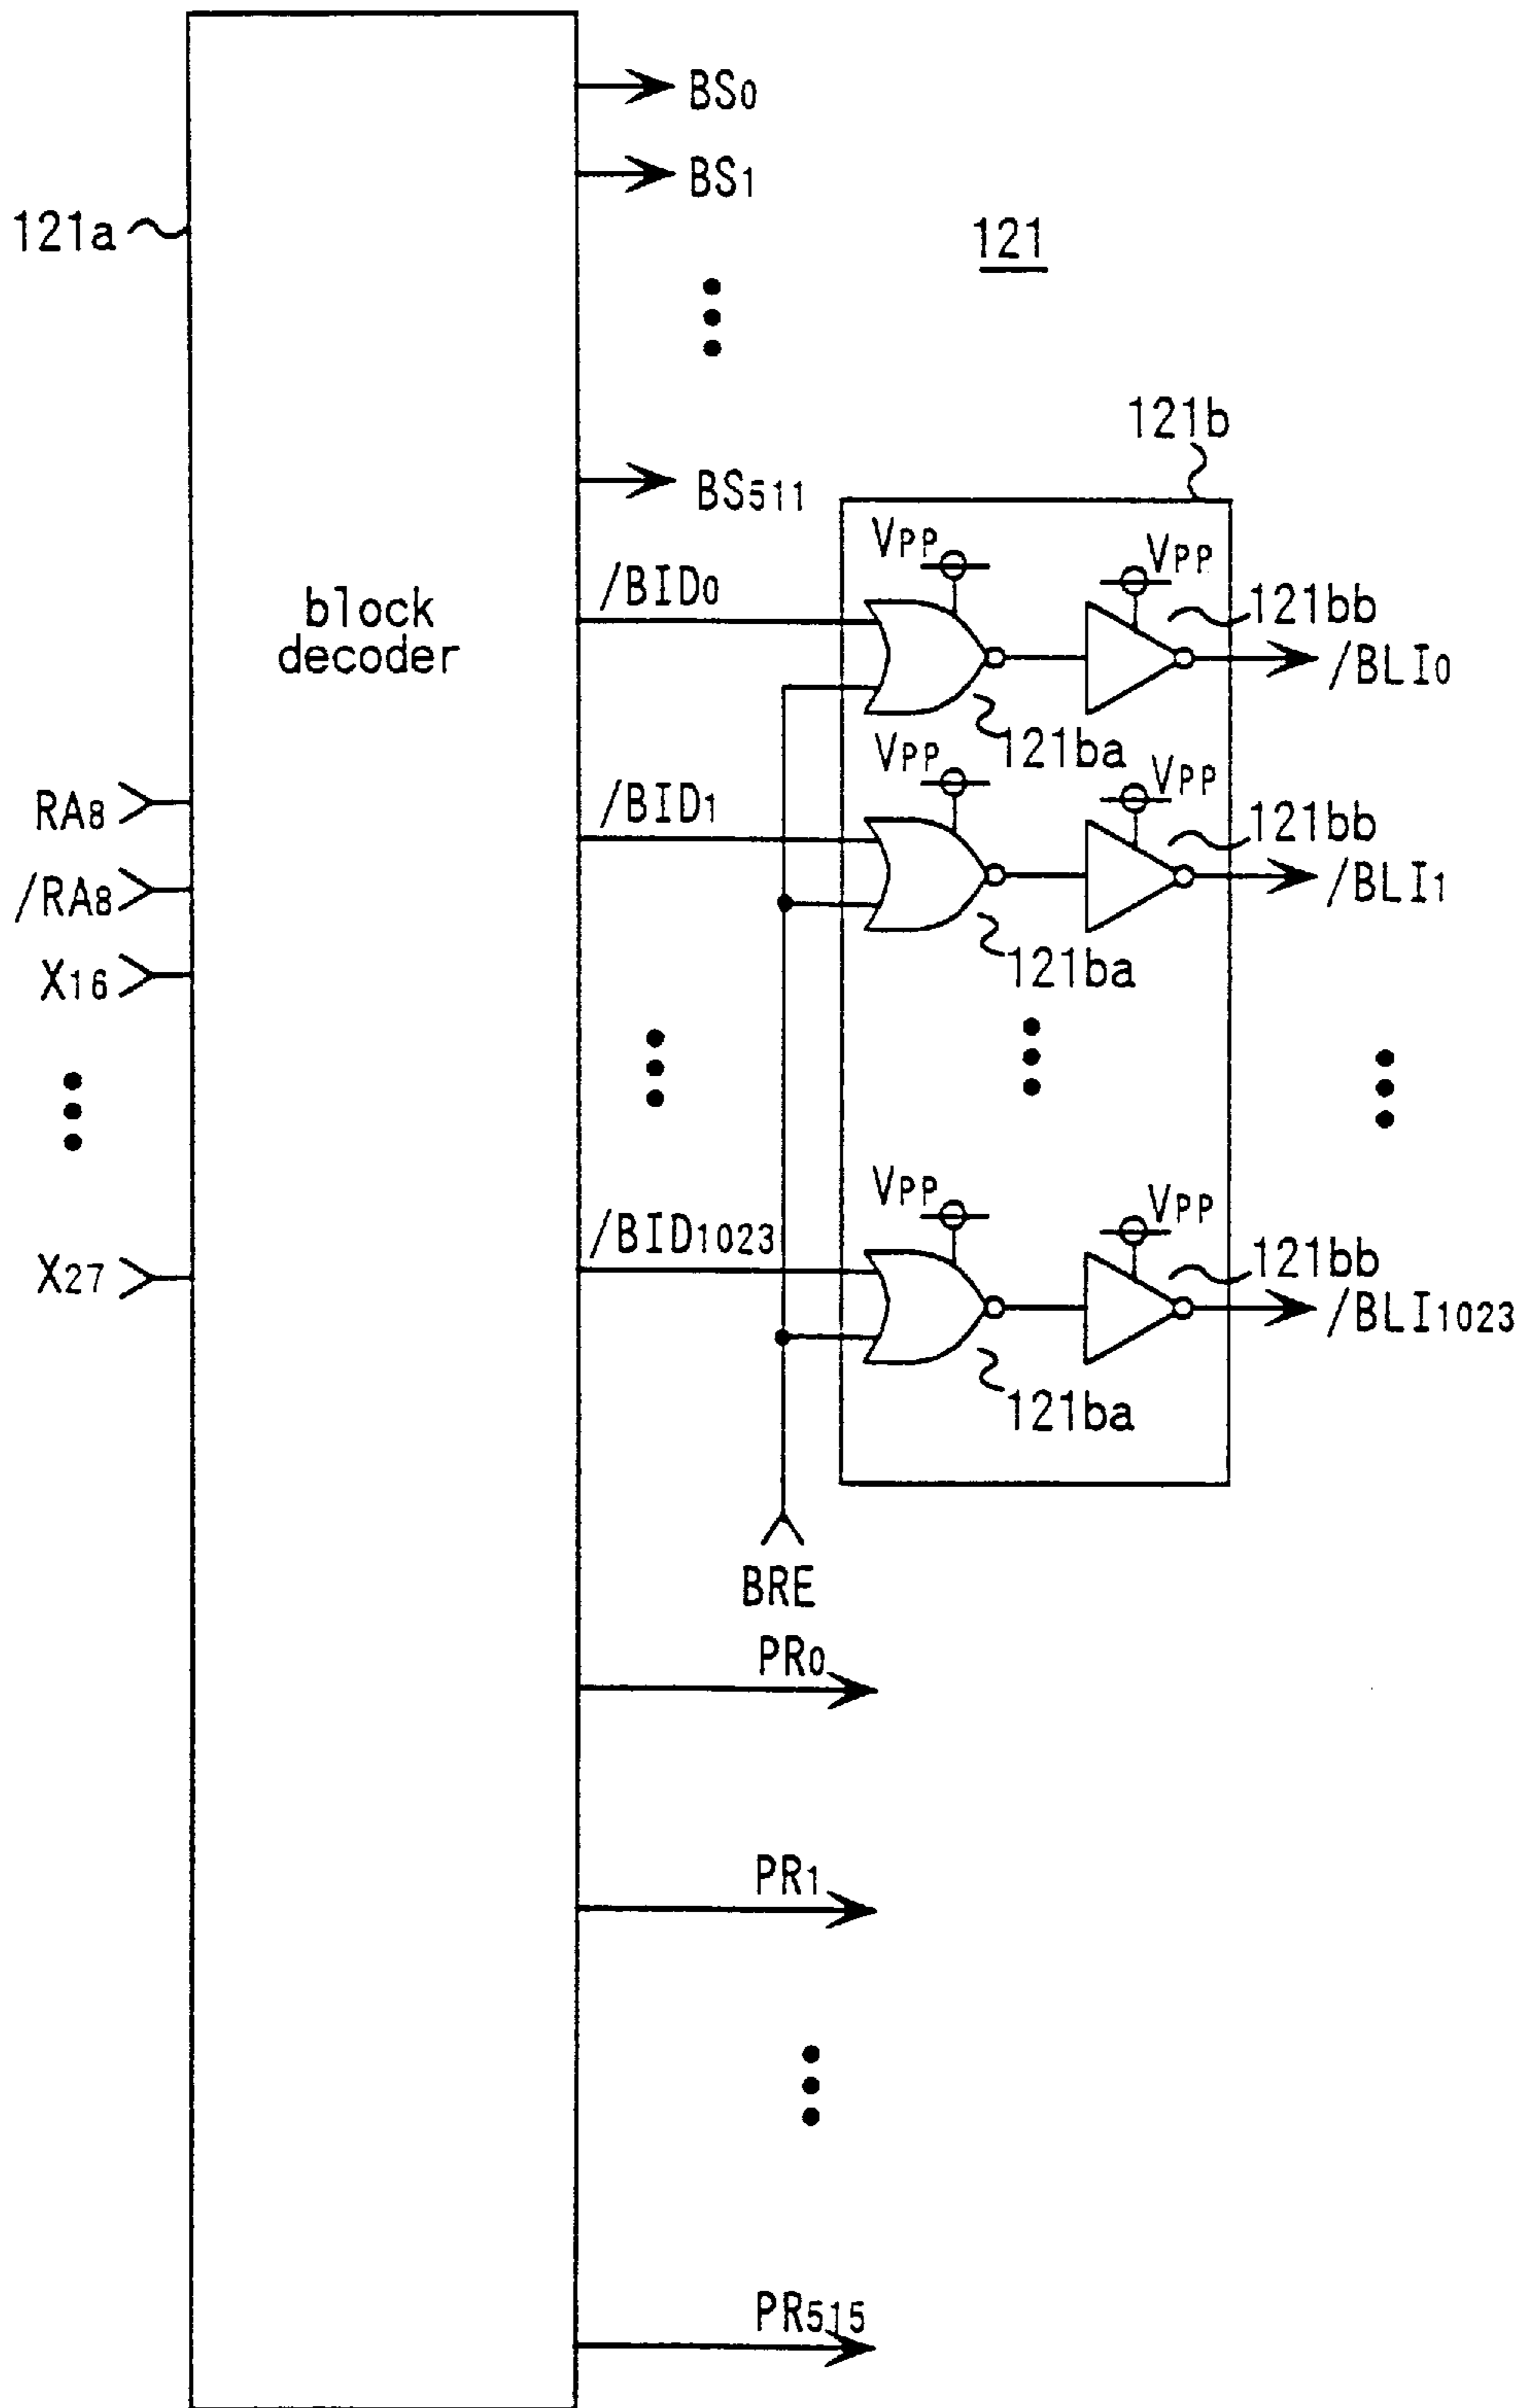 BS0
BS1
121a
121
BS511
121b
block
decoder
/BID0
VPP
VPP
121bb
/BLI0
121ba
RA8
/BID1
VPP
VPP
121bb
/RA8
/BLI1
X16
121ba
X27
/BID1023
VPP
VPP
121bb
/BLI1023
121ba
BRE
PR0
PR1
PR515